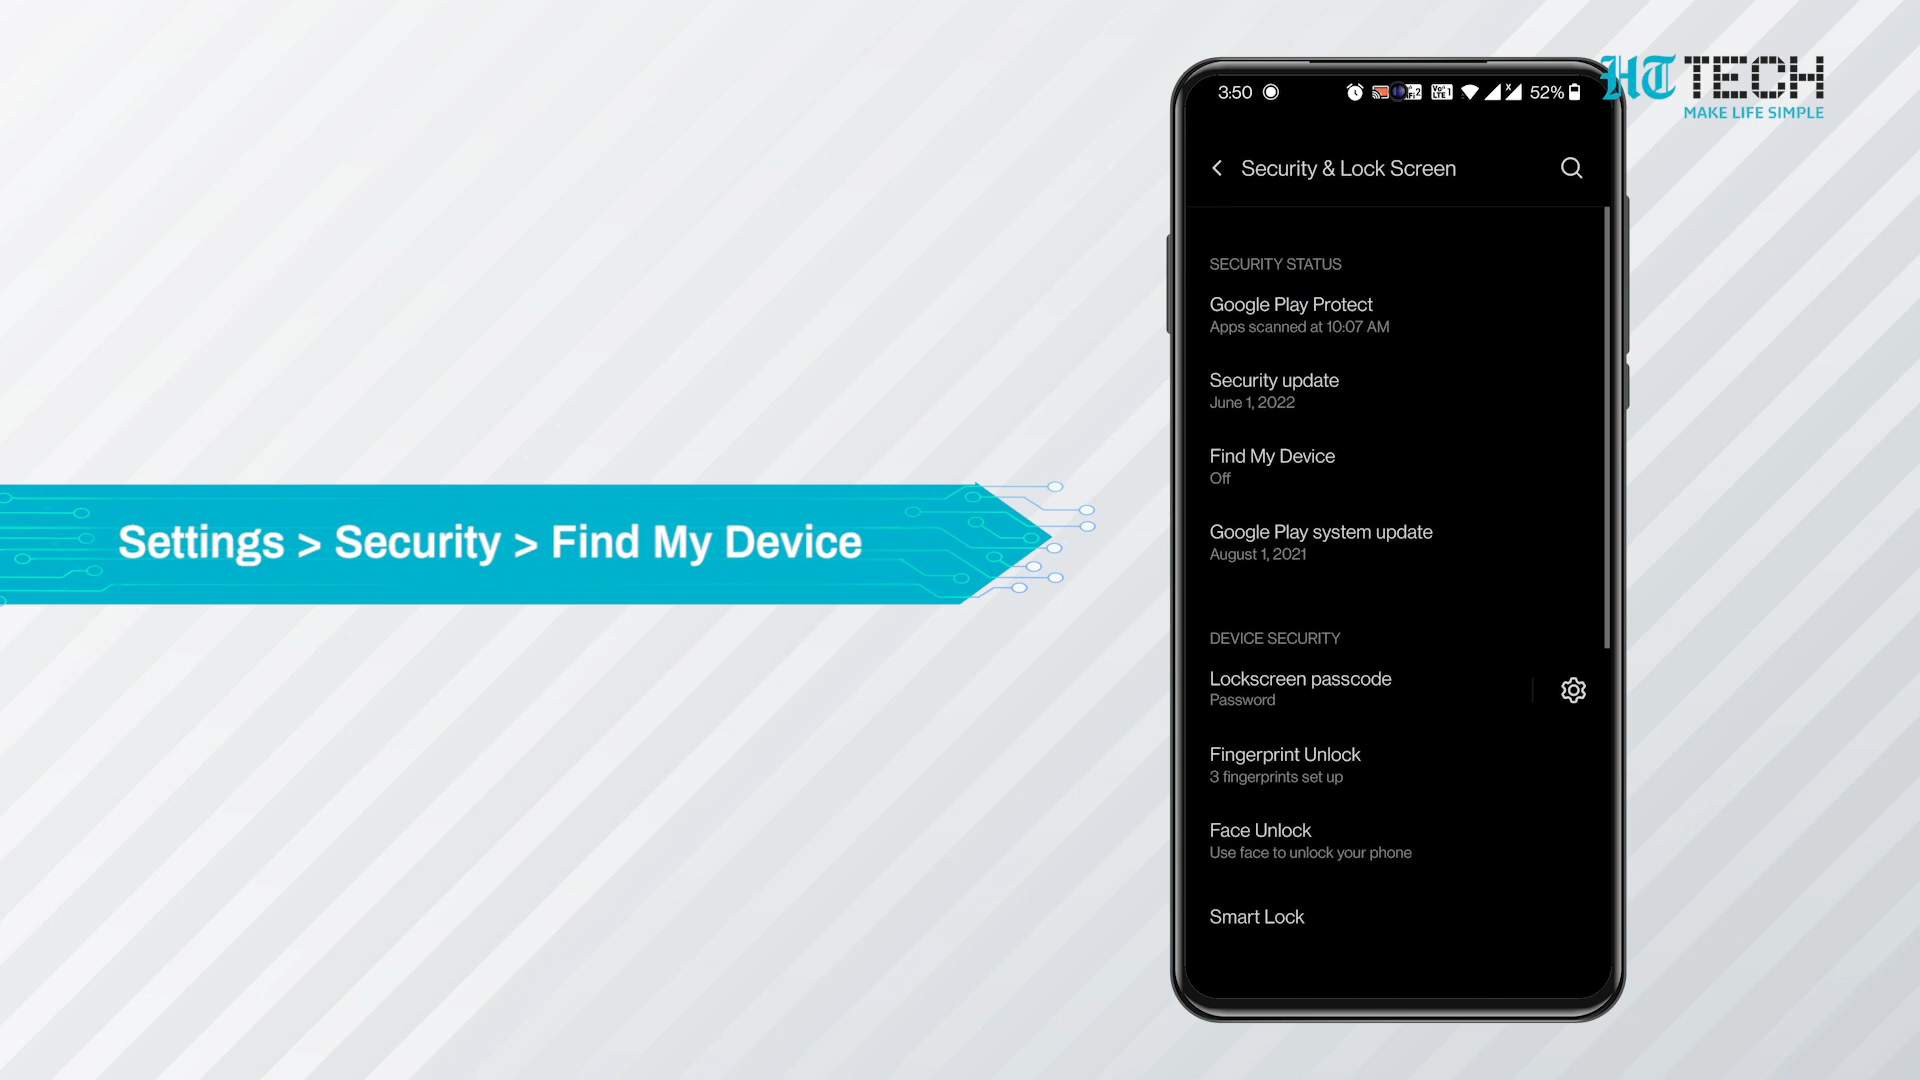 HT TECH
MAKE LIFE SIMPLE
3:50
52%
Security & Lock Screen
SECURITY STATUS
Google Play Protect
Apps scanned at 10:07 AM
Security update
June 1, 2022
Find My Device
Off
Google Play system update
August 1, 2021
DEVICE SECURITY
Lockscreen passcode
Password
Fingerprint Unlock
3 fingerprints set up
Face Unlock
Use face to unlock your phone
Smart Lock
Settings > Security > Find My Device